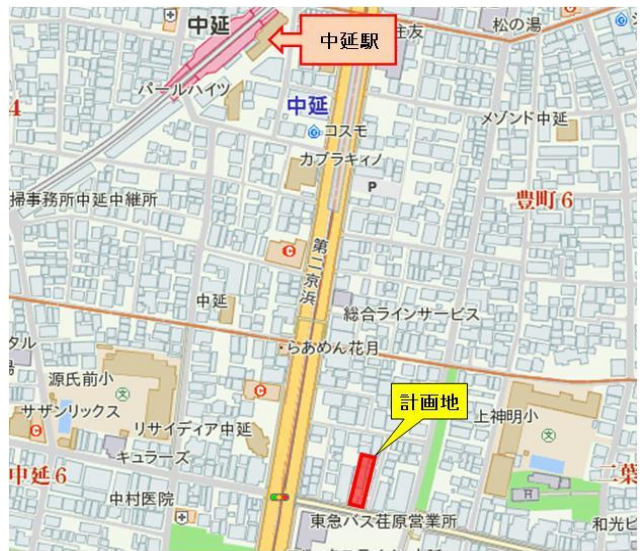 中延
中延駅
住友
松の湯
パールハイツ
4
中延
コスモ
メゾンド中延
カブラキィノ
P
掃事務所中延中継所
豊町6
第二京浜
中延
総合ラインサービス
タル
らあめん花月
源氏前小
文
計画地
サザンリックス
上神明小
リサイディア中延
文
キュラーズ
中延6
二葉
中村医院
東急バス荏原営業所
和光ビ